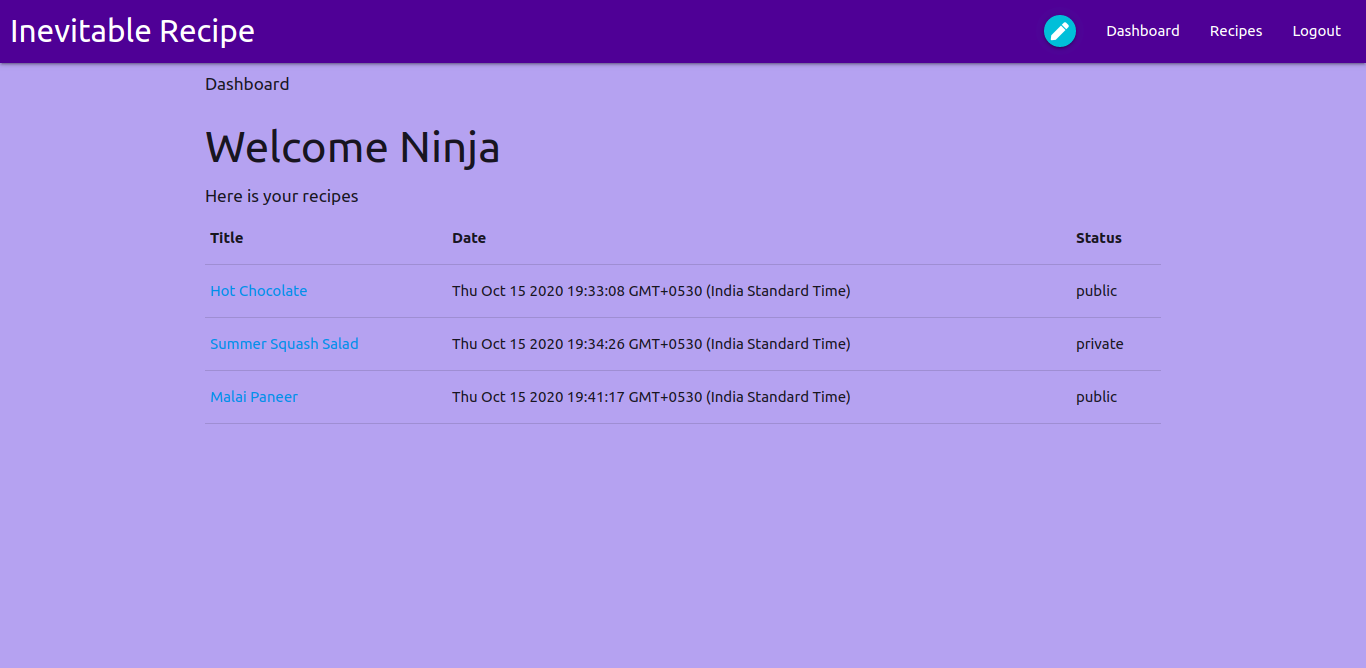 Inevitable Recipe
Dashboard Recipes Logout
Dashboard
Welcome Ninja
Here is your recipes
Title Date Status
Hot Chocolate Thu Oct 15 2020 19:33:08 GMT+0530 (India Standard Time) public
Summer Squash Salad Thu Oct 15 2020 19:34:26 GMT+0530 (India Standard Time) private
Malai Paneer Thu Oct 15 2020 19:41:17 GMT+0530 (India Standard Time) public